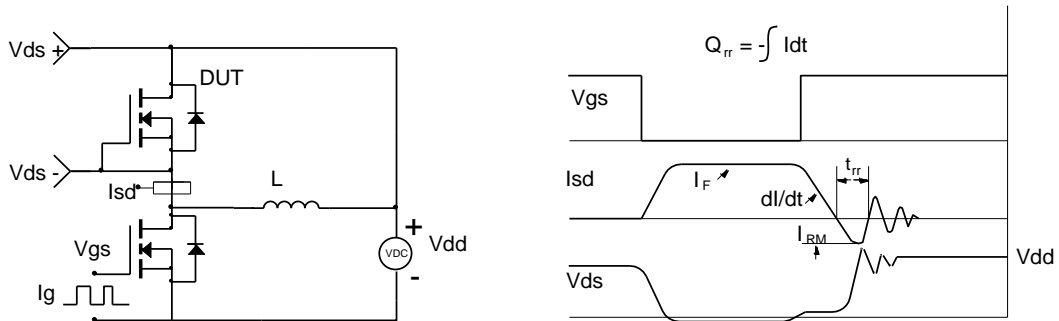 Vds +
DUT
Vds -
Isd
L
Vgs
+
VDC
Vdd
-
Ig
Q_rr = -∫ Idt
Vgs
Isd
I_F
dI/dt
t_rr
I_RM
Vds
Vdd